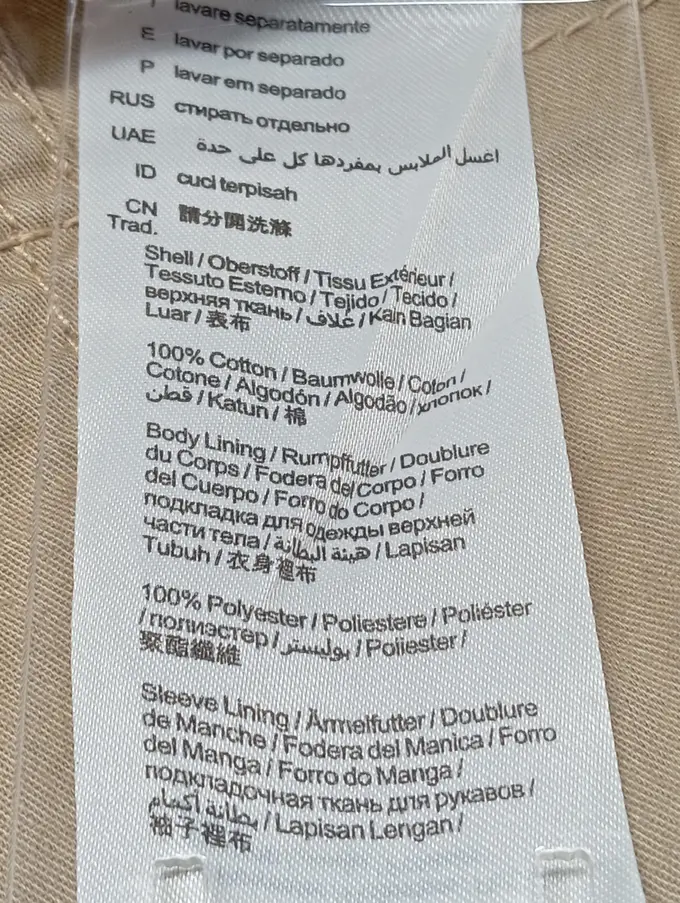 lavare separatamente
E lavar por separado
P lavar em separado
RUS стирать отдельно
UAE اغسل الملابس بمفردها كل على حدة
ID cuci terpisah
CN Trad. 請分開洗滌
Shell / Oberstoff / Tissu Extérieur /
Tessuto Esterno / Tejido / Tecido /
верхняя ткань / غلاف / Kain Bagian
Luar / 表布
100% Cotton / Baumwolle / Coton /
Cotone / Algodón / Algodão / хлопок /
قطن / Katun / 棉
Body Lining / Rumpffutter / Doublure
du Corps / Fodera del Corpo / Forro
del Cuerpo / Forro do Corpo /
подкладка для одежды верхней
части тела / هيئة البطانة / Lapisan
Tubuh / 衣身裡布
100% Polyester / Poliestere / Poliéster
/ полиэстер / بوليستر / Poliester /
聚酯纖維
Sleeve Lining / Ärmelfutter / Doublure
de Manche / Fodera del Manica / Forro
del Manga / Forro do Manga /
подкладочная ткань для рукавов /
بطانة أكمام / Lapisan Lengan /
袖子裡布